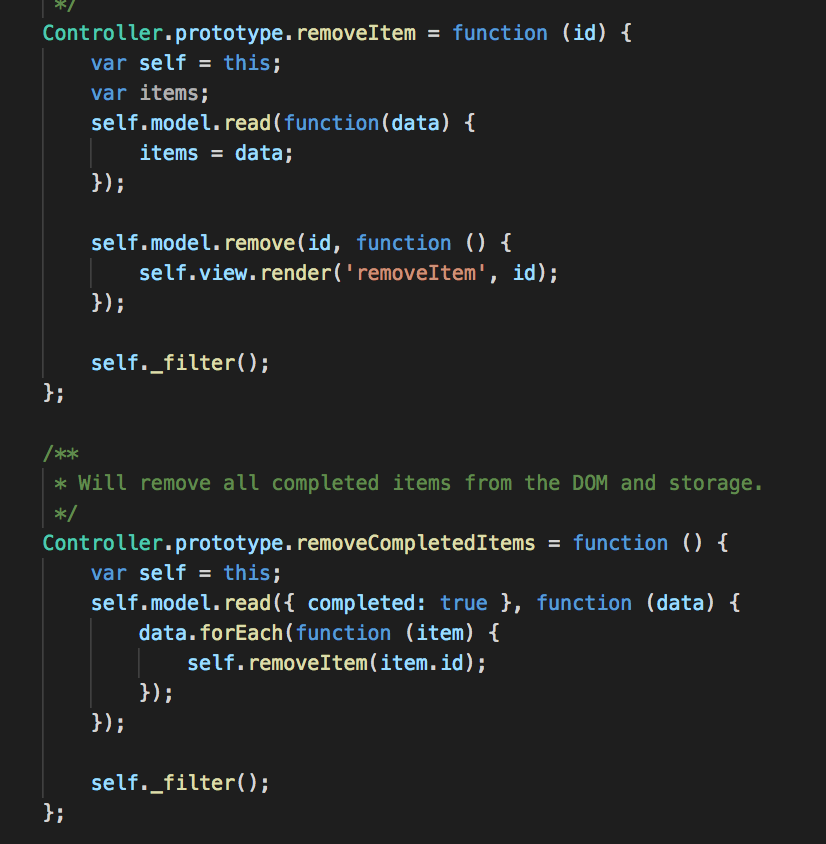 */
Controller.prototype.removeItem = function (id) {
var self = this;
var items;
self.model.read(function(data) {
items = data;
});
self.model.remove(id, function () {
self.view.render('removeItem', id);
});
self._filter();
};
/**
* Will remove all completed items from the DOM and storage.
*/
Controller.prototype.removeCompletedItems = function () {
var self = this;
self.model.read({ completed: true }, function (data) {
data.forEach(function (item) {
self.removeItem(item.id);
});
});
self._filter();
};